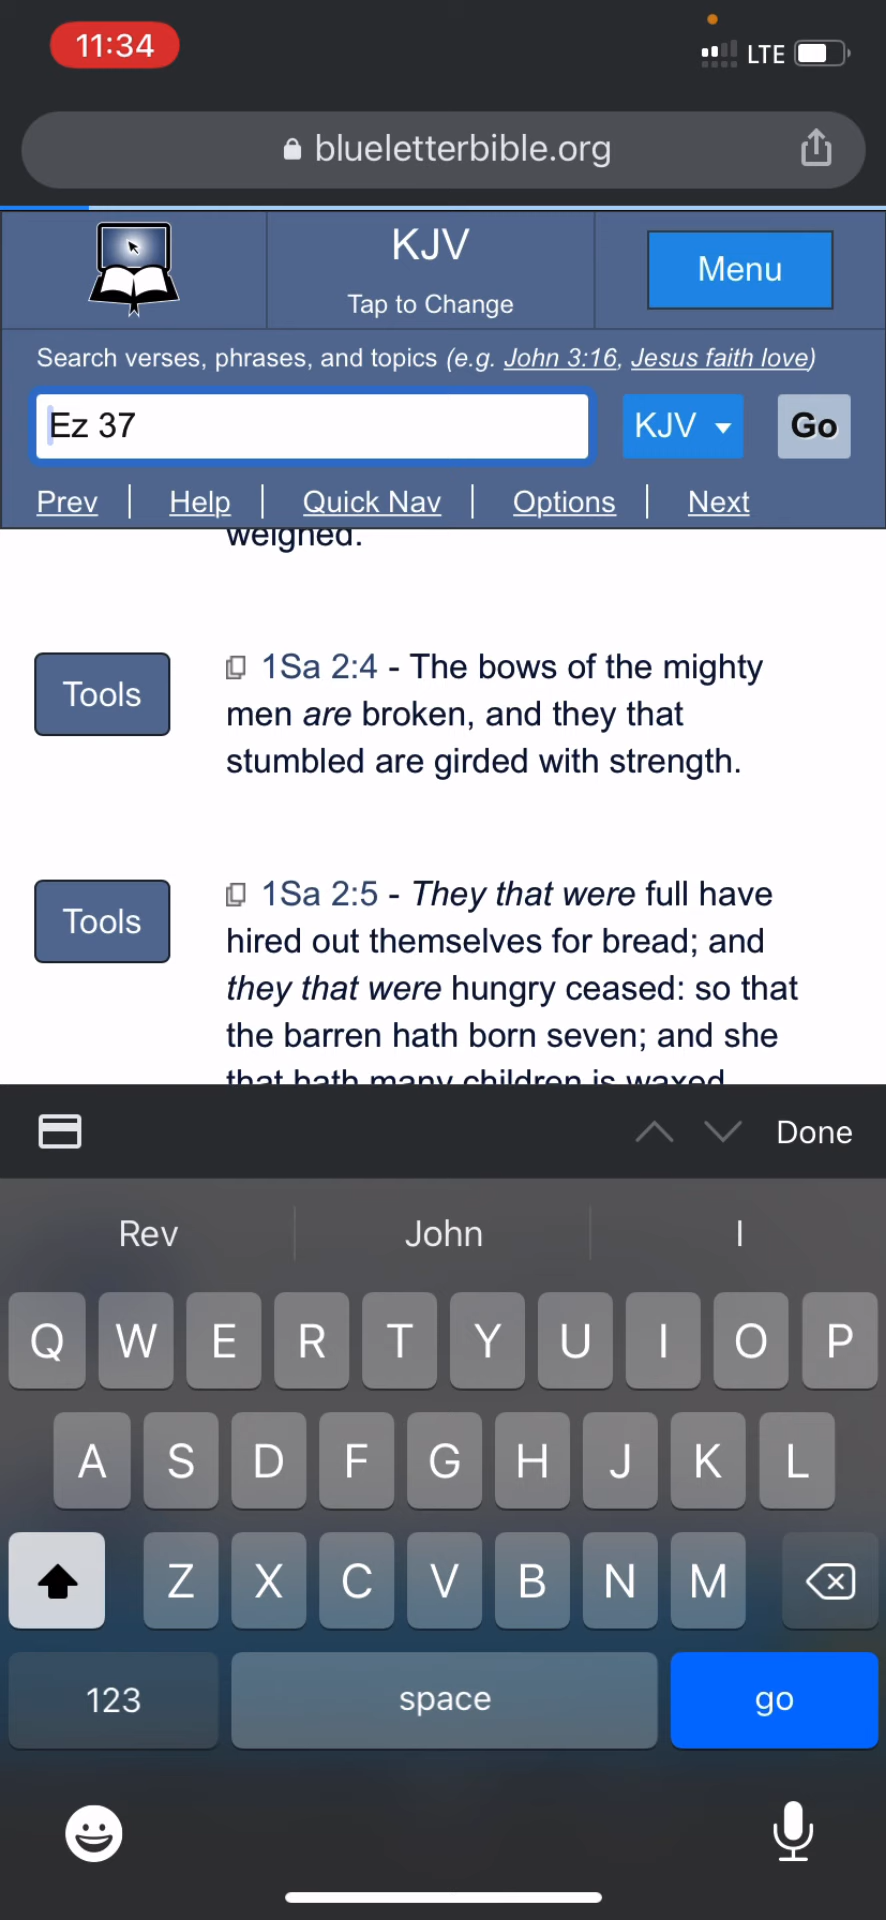 11:34
LTE
blueletterbible.org
KJV
Tap to Change
Menu
Search verses, phrases, and topics (e.g. John 3:16, Jesus faith love)
Ez 37
KJV
Go
Prev | Help | Quick Nav | Options | Next
weighed.
Tools
1Sa 2:4 - The bows of the mighty
men are broken, and they that
stumbled are girded with strength.
Tools
1Sa 2:5 - They that were full have
hired out themselves for bread; and
they that were hungry ceased: so that
the barren hath born seven; and she
that hath many children is waxed
Done
Rev
John
I
Q W E R T Y U I O P
A S D F G H J K L
Z X C V B N M
123
space
go